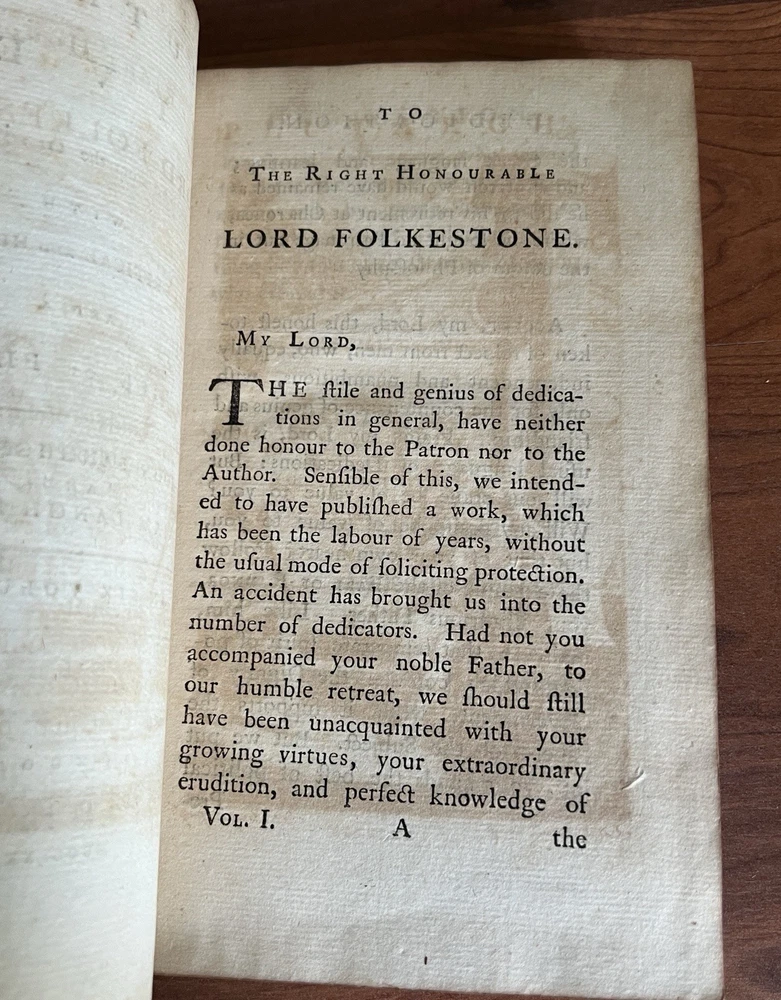 TO
THE RIGHT HONOURABLE
LORD FOLKESTONE.
MY LORD,
THE ſtile and genius of dedica-
tions in general, have neither
done honour to the Patron nor to the
Author. Senſible of this, we intend-
ed to have publiſhed a work, which
has been the labour of years, without
the uſual mode of ſoliciting protection.
An accident has brought us into the
number of dedicators. Had not you
accompanied your noble Father, to
our humble retreat, we ſhould ſtill
have been unacquainted with your
growing virtues, your extraordinary
erudition, and perfect knowledge of
VOL. I. A the